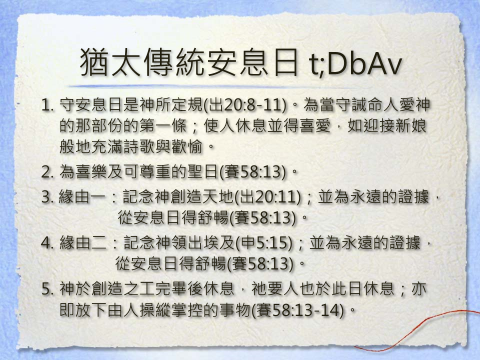 猶太傳統安息日 t;DbAv
1. 守安息日是神所定規(出20:8-11)。為當守誡命人愛神
的那部份的第一條；使人休息並得喜愛，如迎接新娘
般地充滿詩歌與歡愉。
2. 為喜樂及可尊重的聖日(賽58:13)。
3. 緣由一：記念神創造天地(出20:11)；並為永遠的證據，
從安息日得舒暢(賽58:13)。
4. 緣由二：記念神領出埃及(申5:15)；並為永遠的證據，
從安息日得舒暢(賽58:13)。
5. 神於創造之工完畢後休息，祂要人也於此日休息；亦
即放下由人操縱掌控的事物(賽58:13-14)。